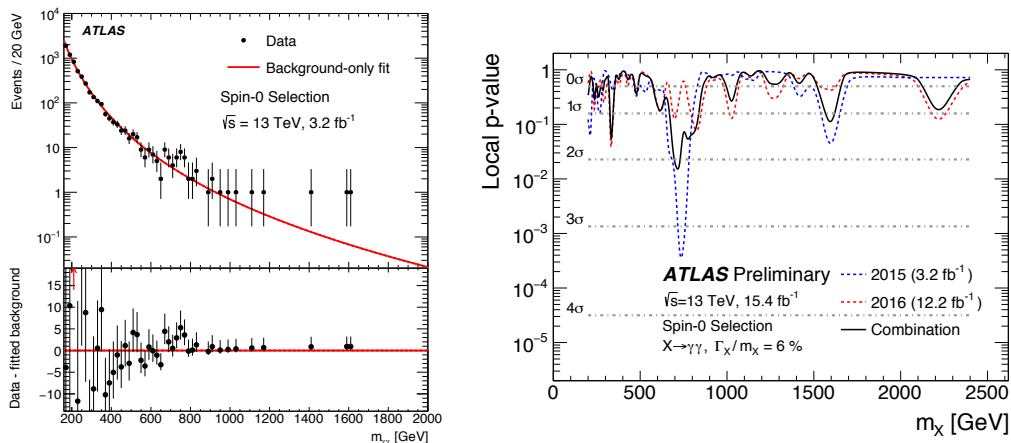 Events / 20 GeV
10⁴
10³
10²
10
1
10⁻¹
ATLAS
Data
Background-only fit
Spin-0 Selection
√s = 13 TeV, 3.2 fb⁻¹
Data - fitted background
15
10
5
0
−5
−10
200 400 600 800 1000 1200 1400 1600 1800 2000
[GeV]
Local p-value
1
10⁻¹
10⁻²
10⁻³
10⁻⁴
10⁻⁵
0σ
1σ
2σ
3σ
4σ
ATLAS Preliminary
√s=13 TeV, 15.4 fb⁻¹
Spin-0 Selection
X→γγ, Γ_X/m_X = 6 %
2015 (3.2 fb⁻¹)
2016 (12.2 fb⁻¹)
Combination
0 500 1000 1500 2000 2500
m_X [GeV]